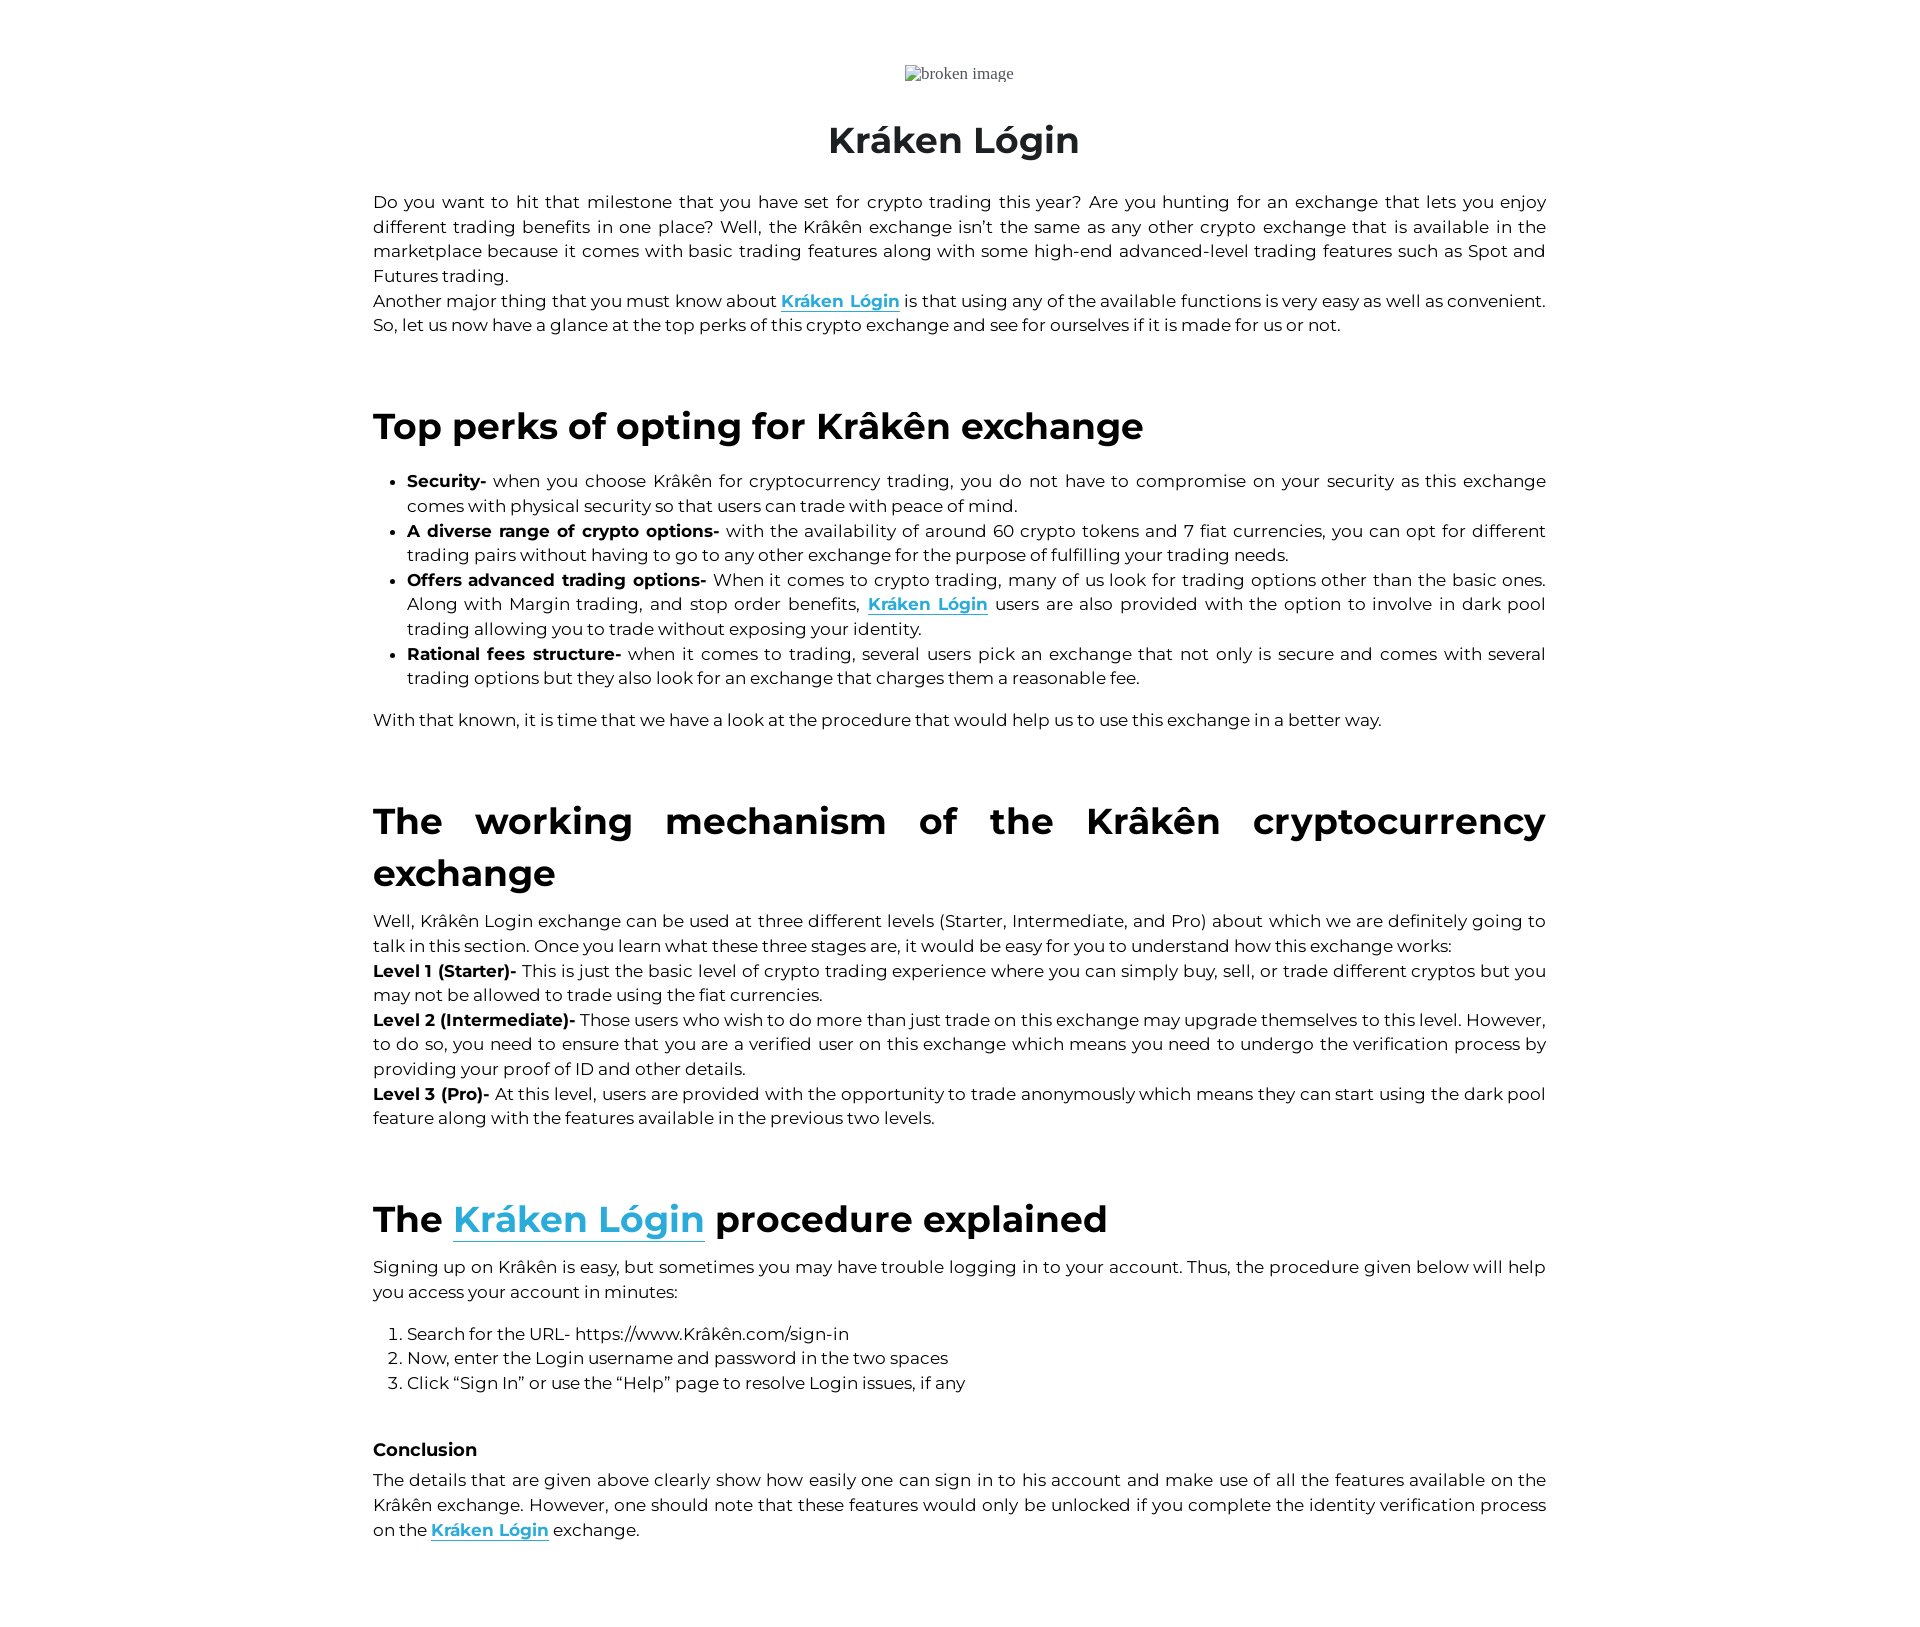 broken image
Kráken Lógin
Do you want to hit that milestone that you have set for crypto trading this year? Are you hunting for an exchange that lets you enjoy
different trading benefits in one place? Well, the Krâkên exchange isn’t the same as any other crypto exchange that is available in the
marketplace because it comes with basic trading features along with some high-end advanced-level trading features such as Spot and
Futures trading.
Another major thing that you must know about Kráken Lógin is that using any of the available functions is very easy as well as convenient.
So, let us now have a glance at the top perks of this crypto exchange and see for ourselves if it is made for us or not.
Top perks of opting for Krâkên exchange
• Security- when you choose Krâkên for cryptocurrency trading, you do not have to compromise on your security as this exchange
comes with physical security so that users can trade with peace of mind.
• A diverse range of crypto options- with the availability of around 60 crypto tokens and 7 fiat currencies, you can opt for different
trading pairs without having to go to any other exchange for the purpose of fulfilling your trading needs.
• Offers advanced trading options- When it comes to crypto trading, many of us look for trading options other than the basic ones.
Along with Margin trading, and stop order benefits, Kráken Lógin users are also provided with the option to involve in dark pool
trading allowing you to trade without exposing your identity.
• Rational fees structure- when it comes to trading, several users pick an exchange that not only is secure and comes with several
trading options but they also look for an exchange that charges them a reasonable fee.
With that known, it is time that we have a look at the procedure that would help us to use this exchange in a better way.
The working mechanism of the Krâkên cryptocurrency
exchange
Well, Krâkên Login exchange can be used at three different levels (Starter, Intermediate, and Pro) about which we are definitely going to
talk in this section. Once you learn what these three stages are, it would be easy for you to understand how this exchange works:
Level 1 (Starter)- This is just the basic level of crypto trading experience where you can simply buy, sell, or trade different cryptos but you
may not be allowed to trade using the fiat currencies.
Level 2 (Intermediate)- Those users who wish to do more than just trade on this exchange may upgrade themselves to this level. However,
to do so, you need to ensure that you are a verified user on this exchange which means you need to undergo the verification process by
providing your proof of ID and other details.
Level 3 (Pro)- At this level, users are provided with the opportunity to trade anonymously which means they can start using the dark pool
feature along with the features available in the previous two levels.
The Kráken Lógin procedure explained
Signing up on Krâkên is easy, but sometimes you may have trouble logging in to your account. Thus, the procedure given below will help
you access your account in minutes:
1. Search for the URL- https://www.Krâkên.com/sign-in
2. Now, enter the Login username and password in the two spaces
3. Click “Sign In” or use the “Help” page to resolve Login issues, if any
Conclusion
The details that are given above clearly show how easily one can sign in to his account and make use of all the features available on the
Krâkên exchange. However, one should note that these features would only be unlocked if you complete the identity verification process
on the Kráken Lógin exchange.